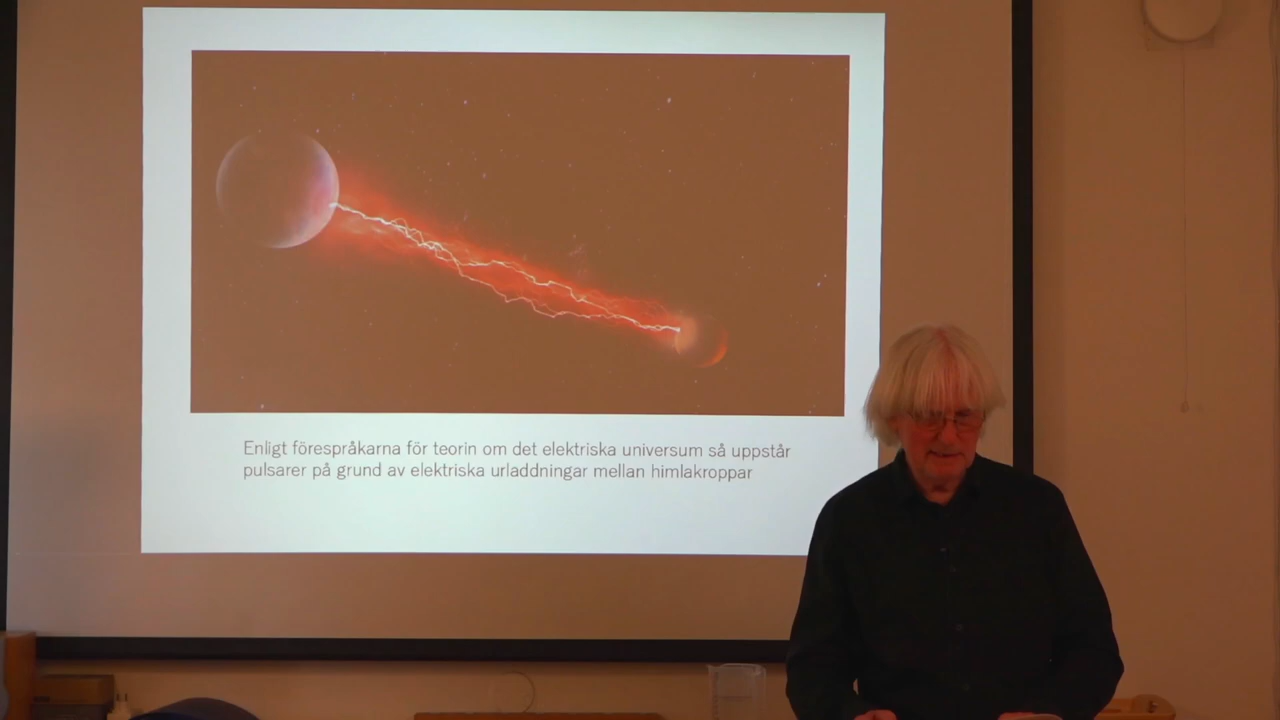 Enligt förespråkarna för teorin om det elektriska universum så uppstår
pulsarer på grund av elektriska urladdningar mellan himlakroppar